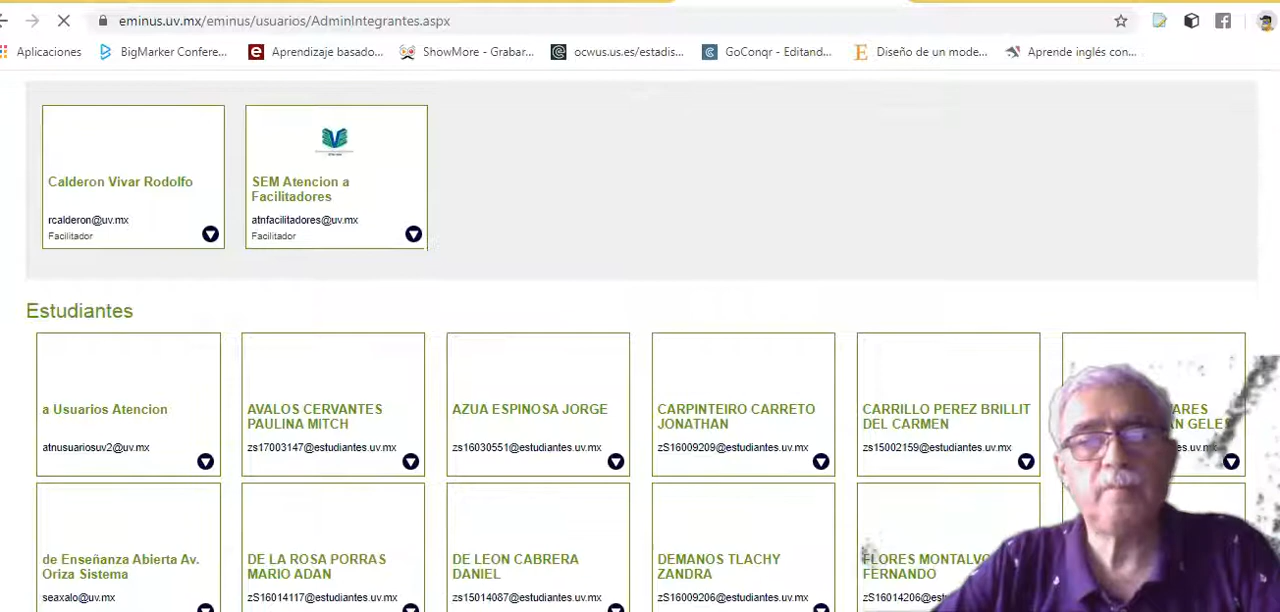 eminus.uv.mx/eminus/usuarios/AdminIntegrantes.aspx
Aplicaciones BigMarker Confere... Aprendizaje basado... ShowMore - Grabar... ocwus.us.es/estadis... GoConqr - Editand... Diseño de un mode... Aprende inglés con...
Calderon Vivar Rodolfo
rcalderon@uv.mx
Facilitador
SEM Atencion a
Facilitadores
atnfacilitadores@uv.mx
Facilitador
Estudiantes
a Usuarios Atencion
atnusuariosuv2@uv.mx
AVALOS CERVANTES
PAULINA MITCH
zs17003147@estudiantes.uv.mx
AZUA ESPINOSA JORGE
zs16030551@estudiantes.uv.mx
CARPINTEIRO CARRETO
JONATHAN
zS16009209@estudiantes.uv.mx
CARRILLO PEREZ BRILLIT
DEL CARMEN
zs15002159@estudiantes.uv.mx
GELES
de Enseñanza Abierta Av.
Oriza Sistema
seaxalo@uv.mx
DE LA ROSA PORRAS
MARIO ADAN
zS16014117@estudiantes.uv.mx
DE LEON CABRERA
DANIEL
zs15014087@estudiantes.uv.mx
DEMANOS TLACHY
ZANDRA
zS16009206@estudiantes.uv.mx
FLORES MONTALVO
FERNANDO
zS16014206@estudiantes.uv.mx